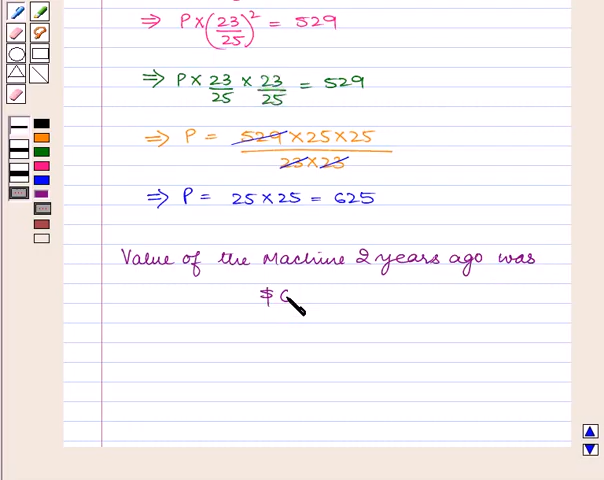 ⇒ P×(23/25)² = 529
⇒ P × 23/25 × 23/25 = 529
⇒ P = 529×25×25/23×23
⇒ P = 25×25 = 625
Value of the Machine 2 years ago was
$